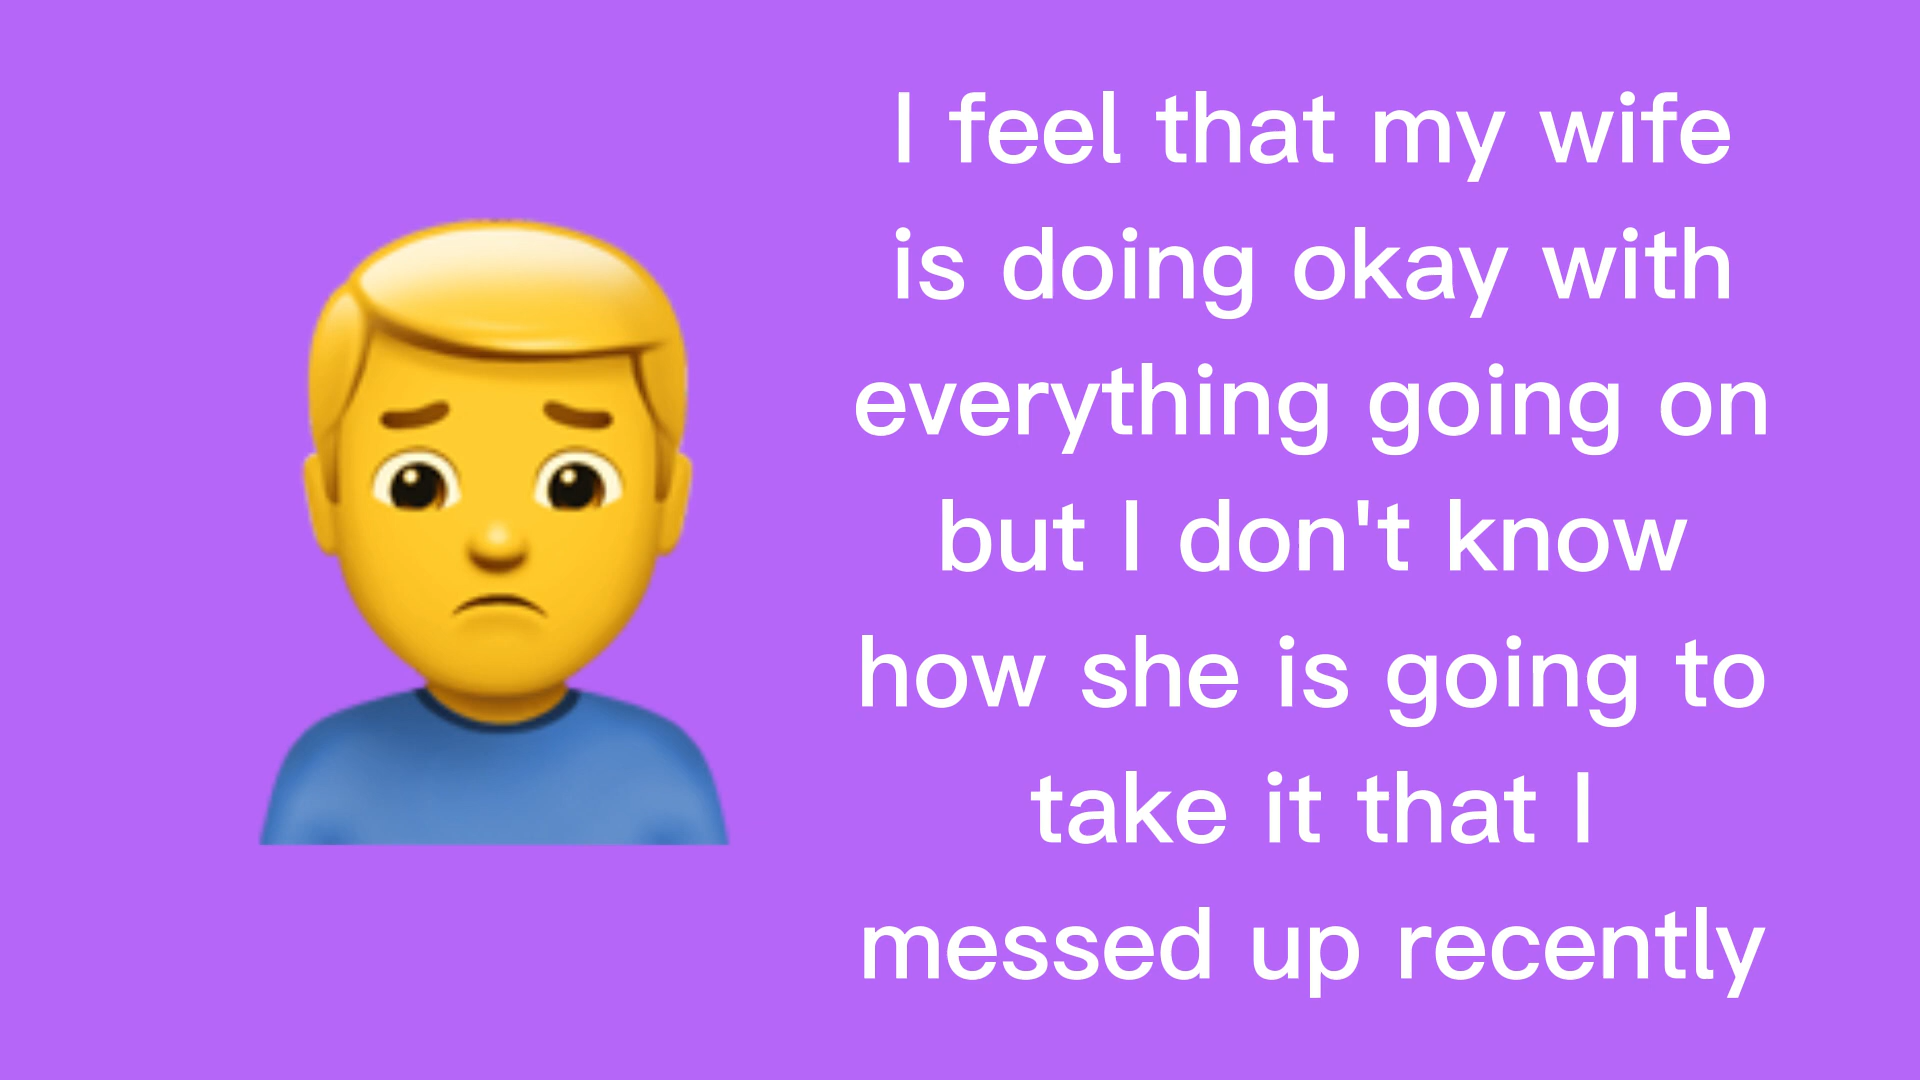 I feel that my wife
is doing okay with
everything going on
but I don't know
how she is going to
take it that I
messed up recently